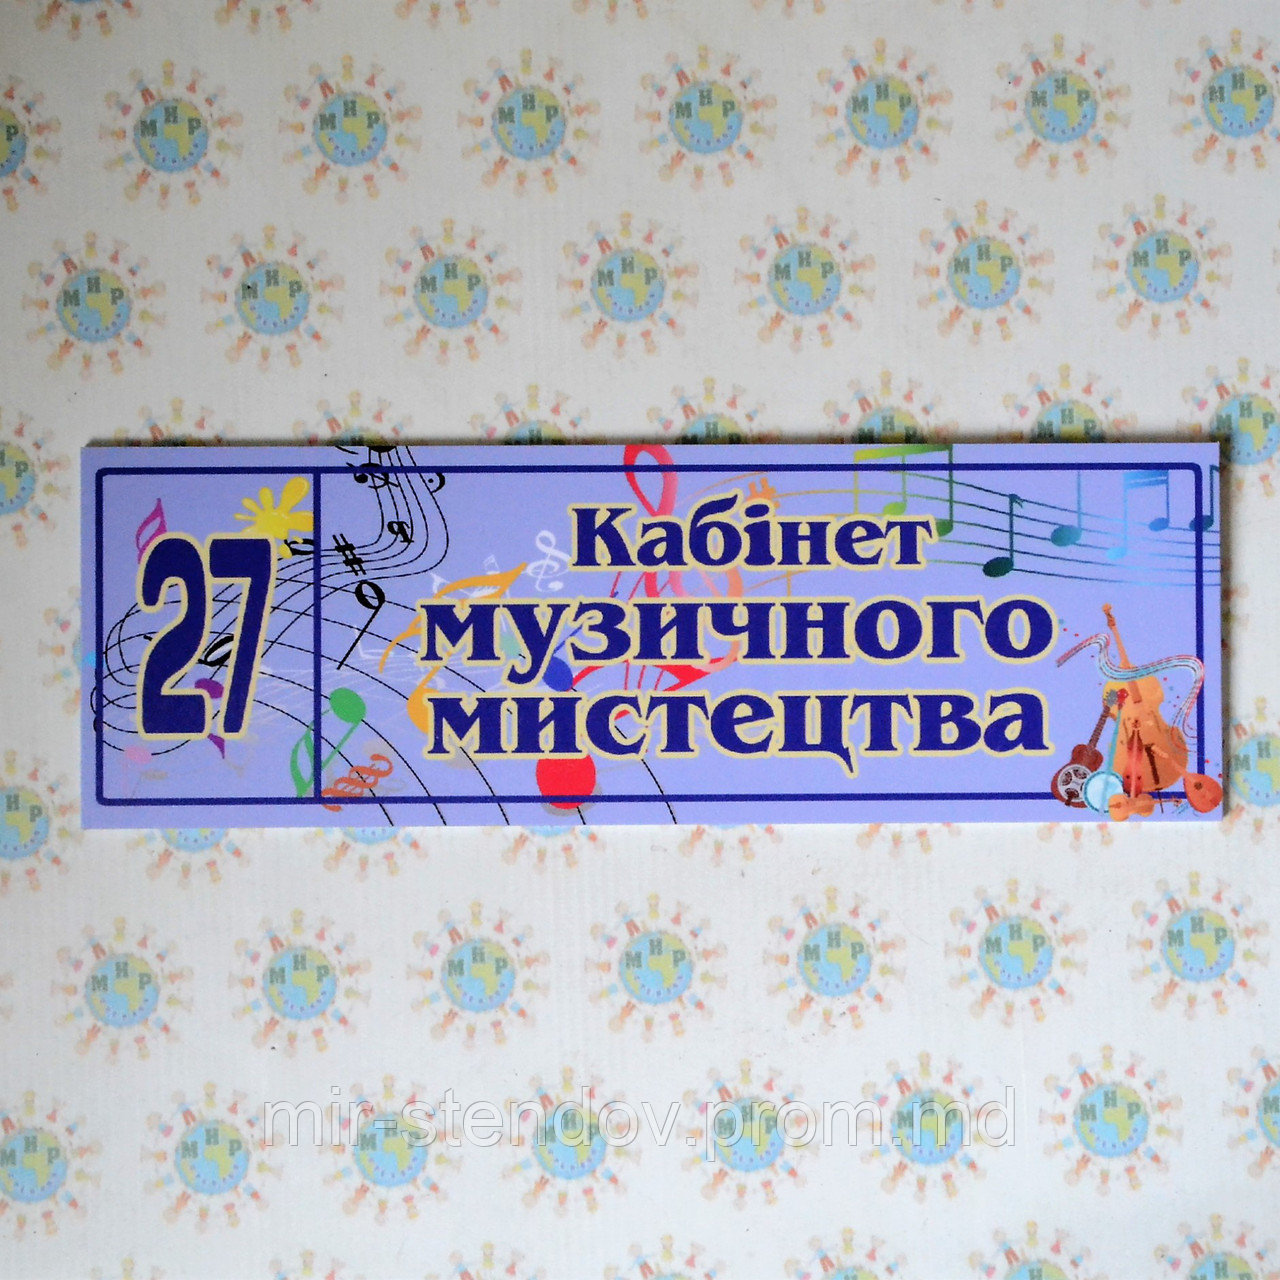 27
Кабінет
музичного
мистецтва
mir-stendov.prom.md